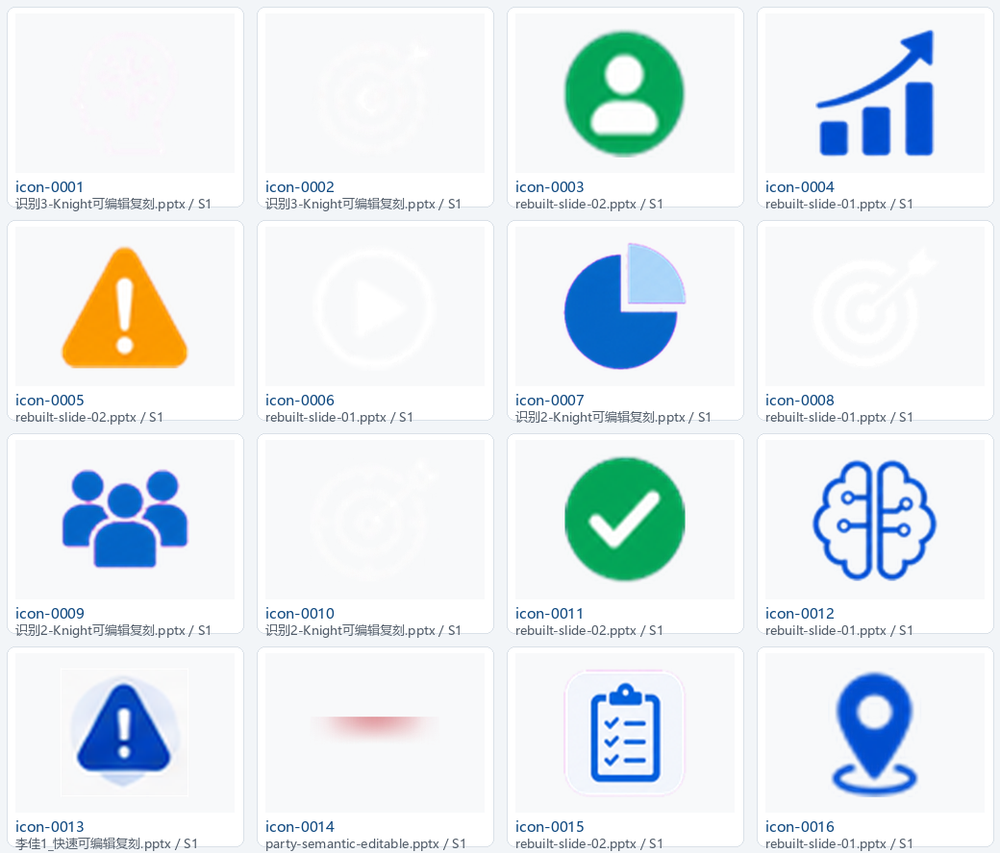 icon-0001
识别3-Knight可编辑复刻.pptx / S1
icon-0002
识别3-Knight可编辑复刻.pptx / S1
icon-0003
rebuilt-slide-02.pptx / S1
icon-0004
rebuilt-slide-01.pptx / S1
icon-0005
rebuilt-slide-02.pptx / S1
icon-0006
rebuilt-slide-01.pptx / S1
icon-0007
识别2-Knight可编辑复刻.pptx / S1
icon-0008
rebuilt-slide-01.pptx / S1
icon-0009
识别2-Knight可编辑复刻.pptx / S1
icon-0010
识别2-Knight可编辑复刻.pptx / S1
icon-0011
rebuilt-slide-02.pptx / S1
icon-0012
rebuilt-slide-01.pptx / S1
icon-0013
李佳1_快速可编辑复刻.pptx / S1
icon-0014
party-semantic-editable.pptx / S1
icon-0015
rebuilt-slide-02.pptx / S1
icon-0016
rebuilt-slide-01.pptx / S1